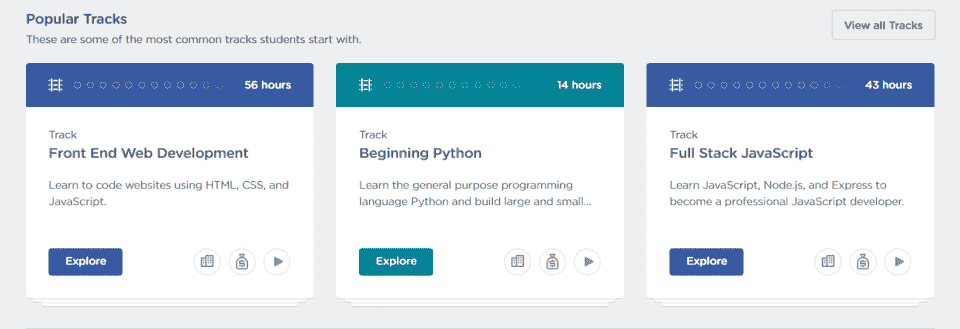 Popular Tracks
View all Tracks
These are some of the most common tracks students start with.
56 hours
Track
Front End Web Development
Learn to code websites using HTML, CSS, and
JavaScript.
Explore
14 hours
Track
Beginning Python
Learn the general purpose programming
language Python and build large and small...
Explore
43 hours
Track
Full Stack JavaScript
Learn JavaScript, Node.js, and Express to
become a professional JavaScript developer.
Explore